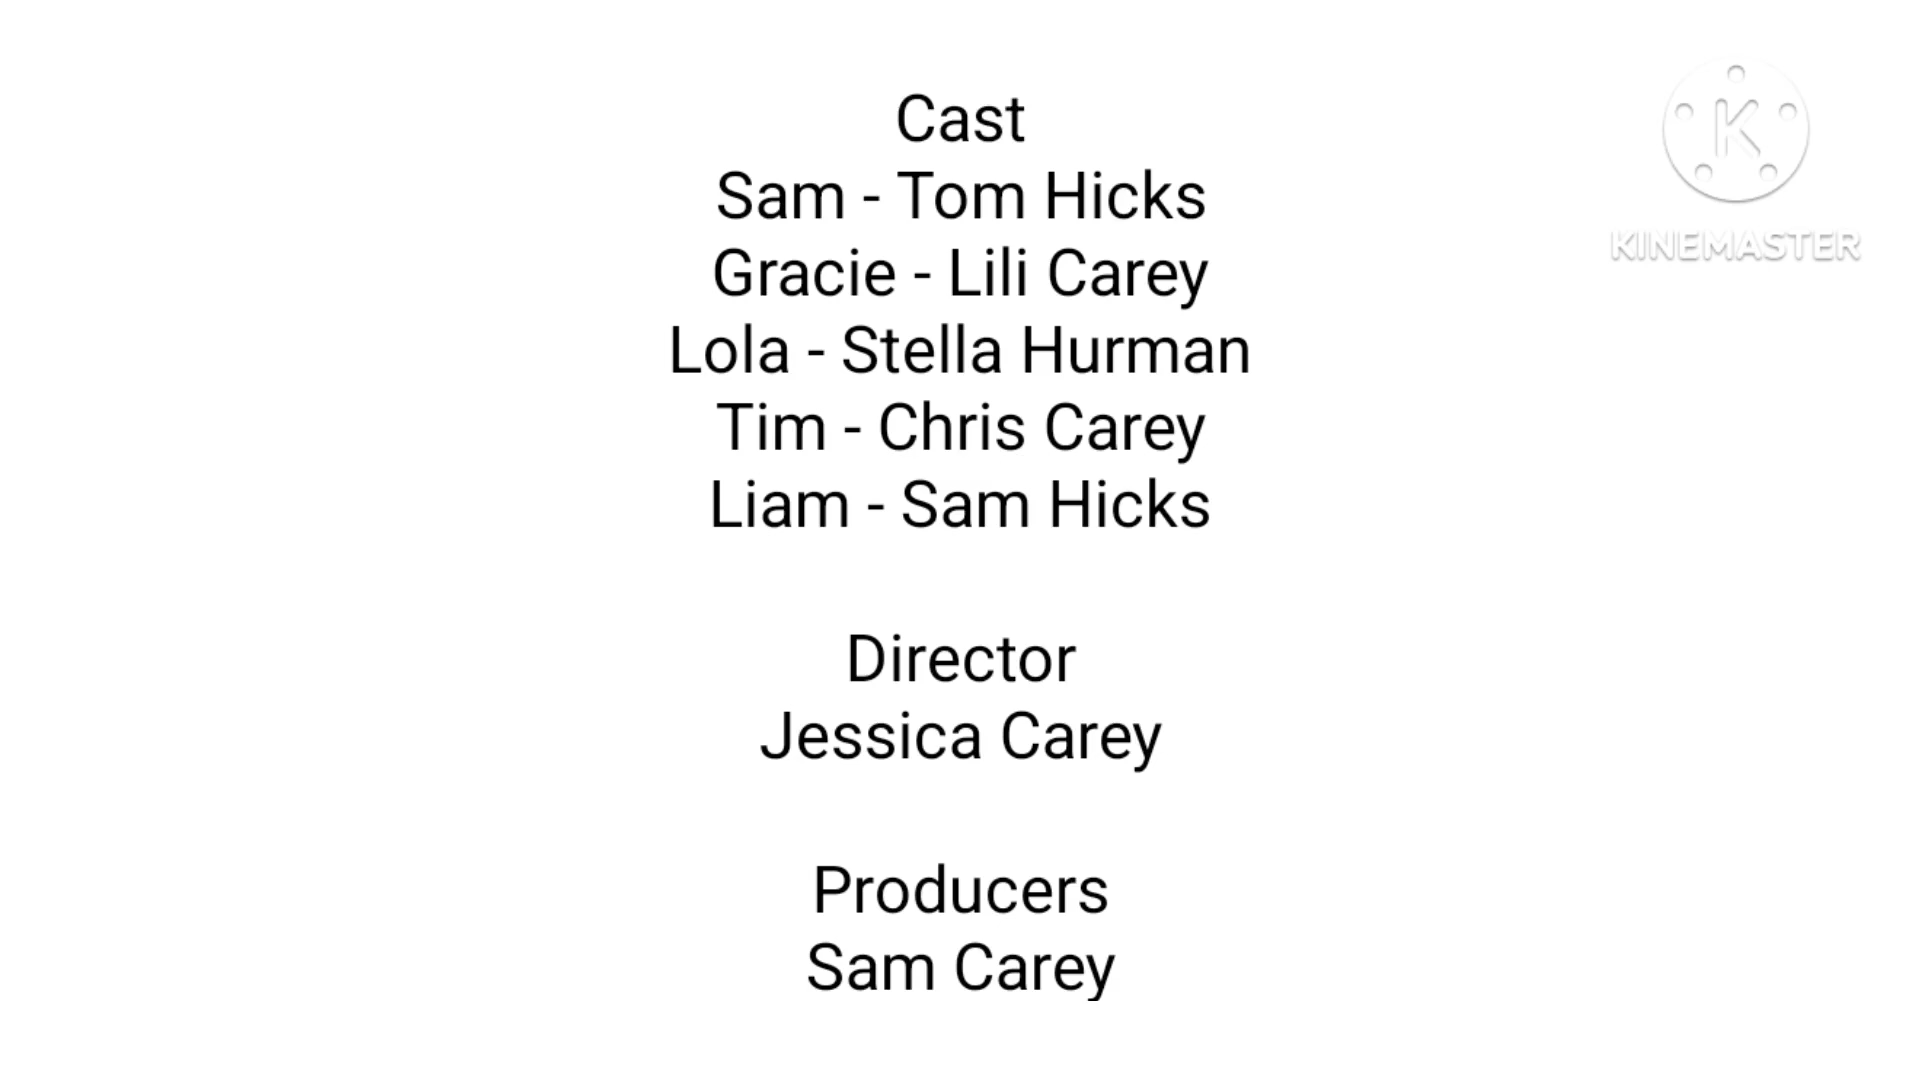 Cast
Sam - Tom Hicks
Gracie - Lili Carey
Lola - Stella Hurman
Tim - Chris Carey
Liam - Sam Hicks
Director
Jessica Carey
Producers
Sam Carey
K
KINEMASTER